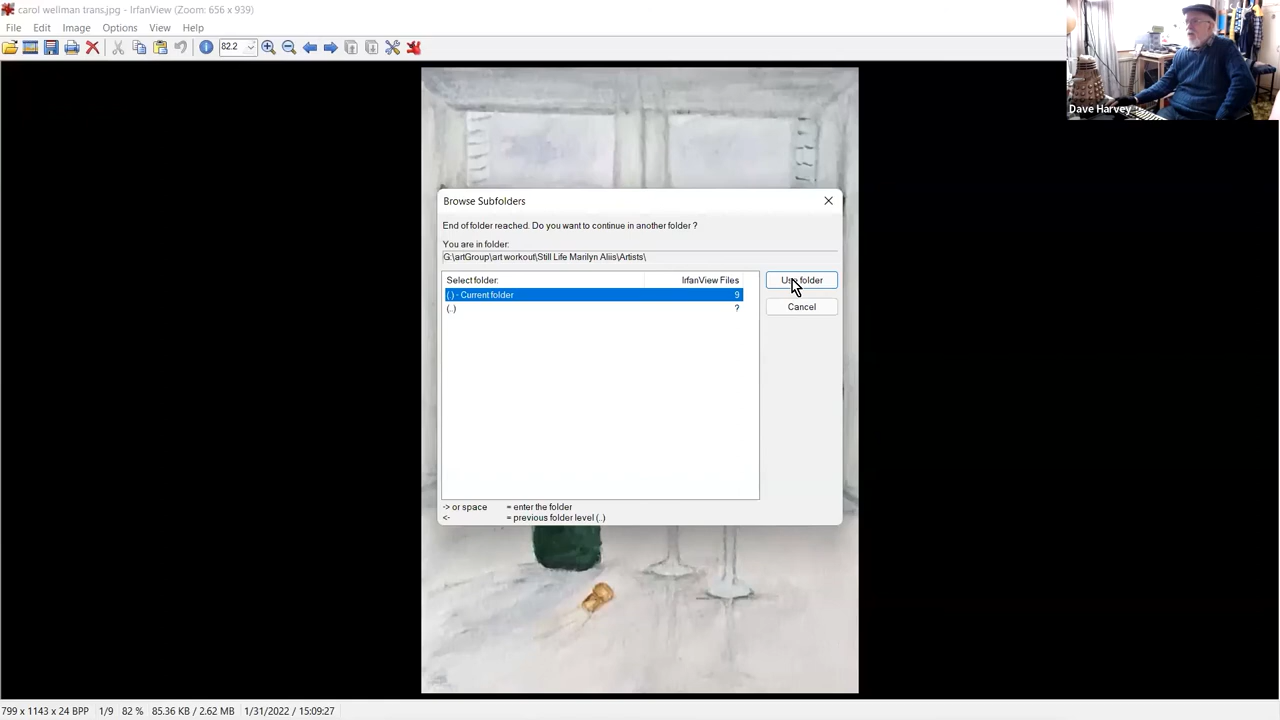 carol wellman trans.jpg - IrfanView (Zoom: 656 x 939)
File Edit Image Options View Help
82.2
Dave Harvey
Browse Subfolders
End of folder reached. Do you want to continue in another folder ?
You are in folder:
G:\artGroup\art workout\Still Life Marilyn Aliis\Artists\
Select folder: IrfanView Files
(.) - Current folder 9
(..) ?
folder
Cancel
-> or space = enter the folder
<- = previous folder level (..)
799 x 1143 x 24 BPP 1/9 82 % 85.36 KB / 2.62 MB 1/31/2022 / 15:09:27